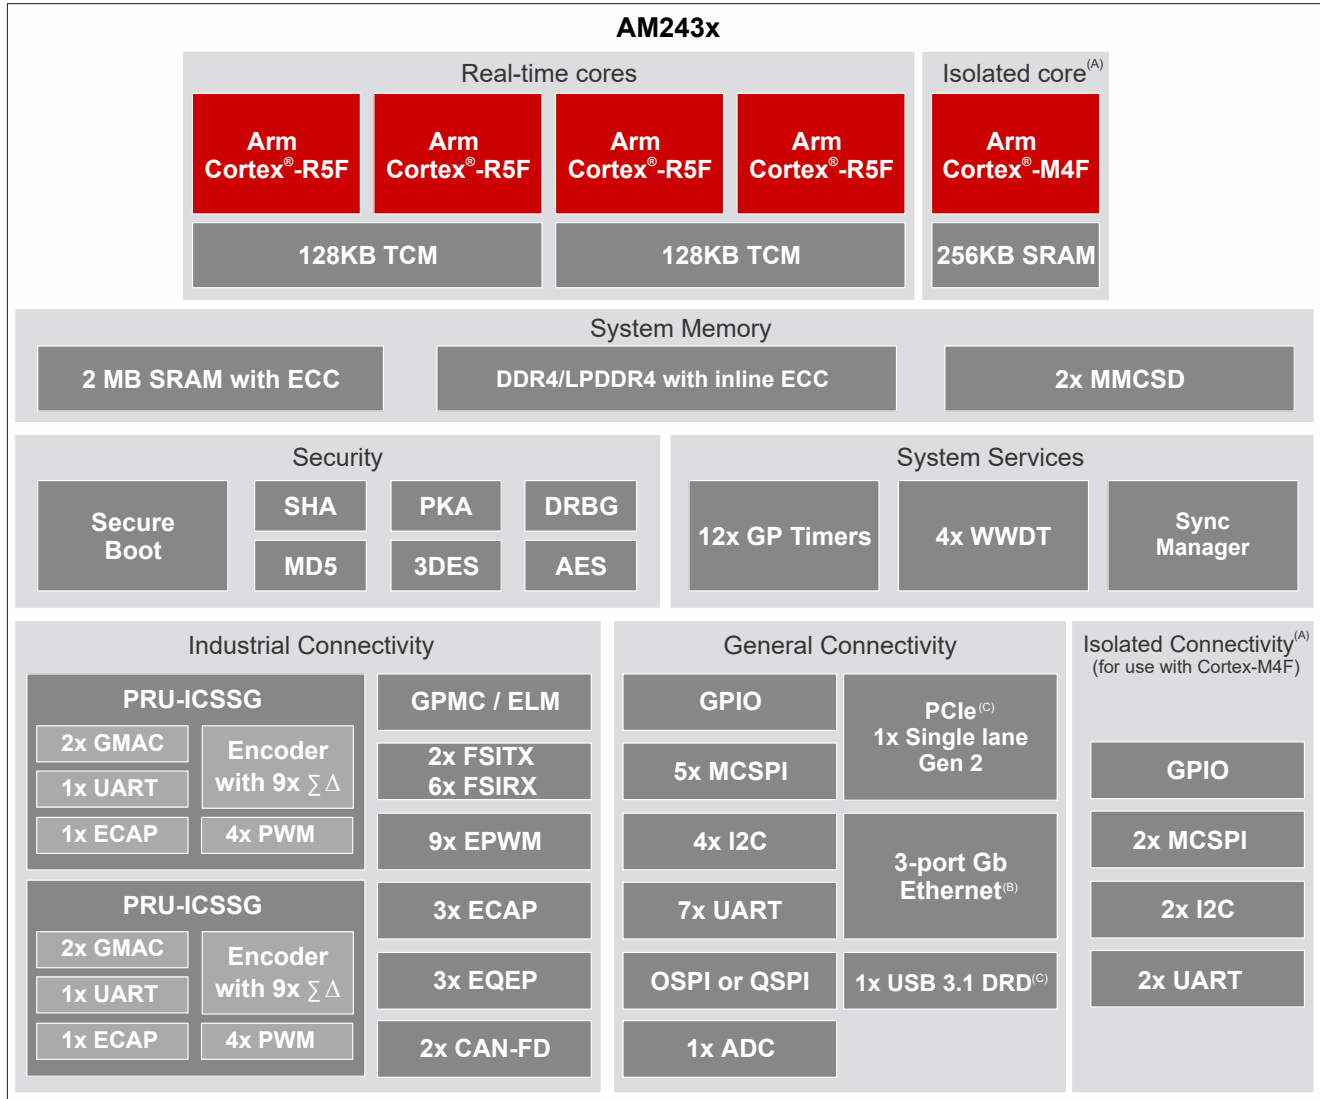 AM243x
Real-time cores
Isolated core(A)
Arm
Cortex®-R5F
Arm
Cortex®-R5F
Arm
Cortex®-R5F
Arm
Cortex®-R5F
Arm
Cortex®-M4F
128KB TCM
128KB TCM
256KB SRAM
System Memory
2 MB SRAM with ECC
DDR4/LPDDR4 with inline ECC
2x MMCSD
Security
Secure
Boot
SHA
PKA
DRBG
MD5
3DES
AES
System Services
12x GP Timers
4x WWDT
Sync
Manager
Industrial Connectivity
PRU-ICSSG
2x GMAC
1x UART
1x ECAP
Encoder
with 9x ∑ Δ
4x PWM
PRU-ICSSG
2x GMAC
1x UART
1x ECAP
Encoder
with 9x ∑ Δ
4x PWM
GPMC / ELM
2x FSITX
6x FSIRX
9x EPWM
3x ECAP
3x EQEP
2x CAN-FD
General Connectivity
GPIO
5x MCSPI
4x I2C
7x UART
OSPI or QSPI
1x ADC
PCIe(C)
1x Single lane
Gen 2
3-port Gb
Ethernet(B)
1x USB 3.1 DRD(C)
Isolated Connectivity(A)
(for use with Cortex-M4F)
GPIO
2x MCSPI
2x I2C
2x UART